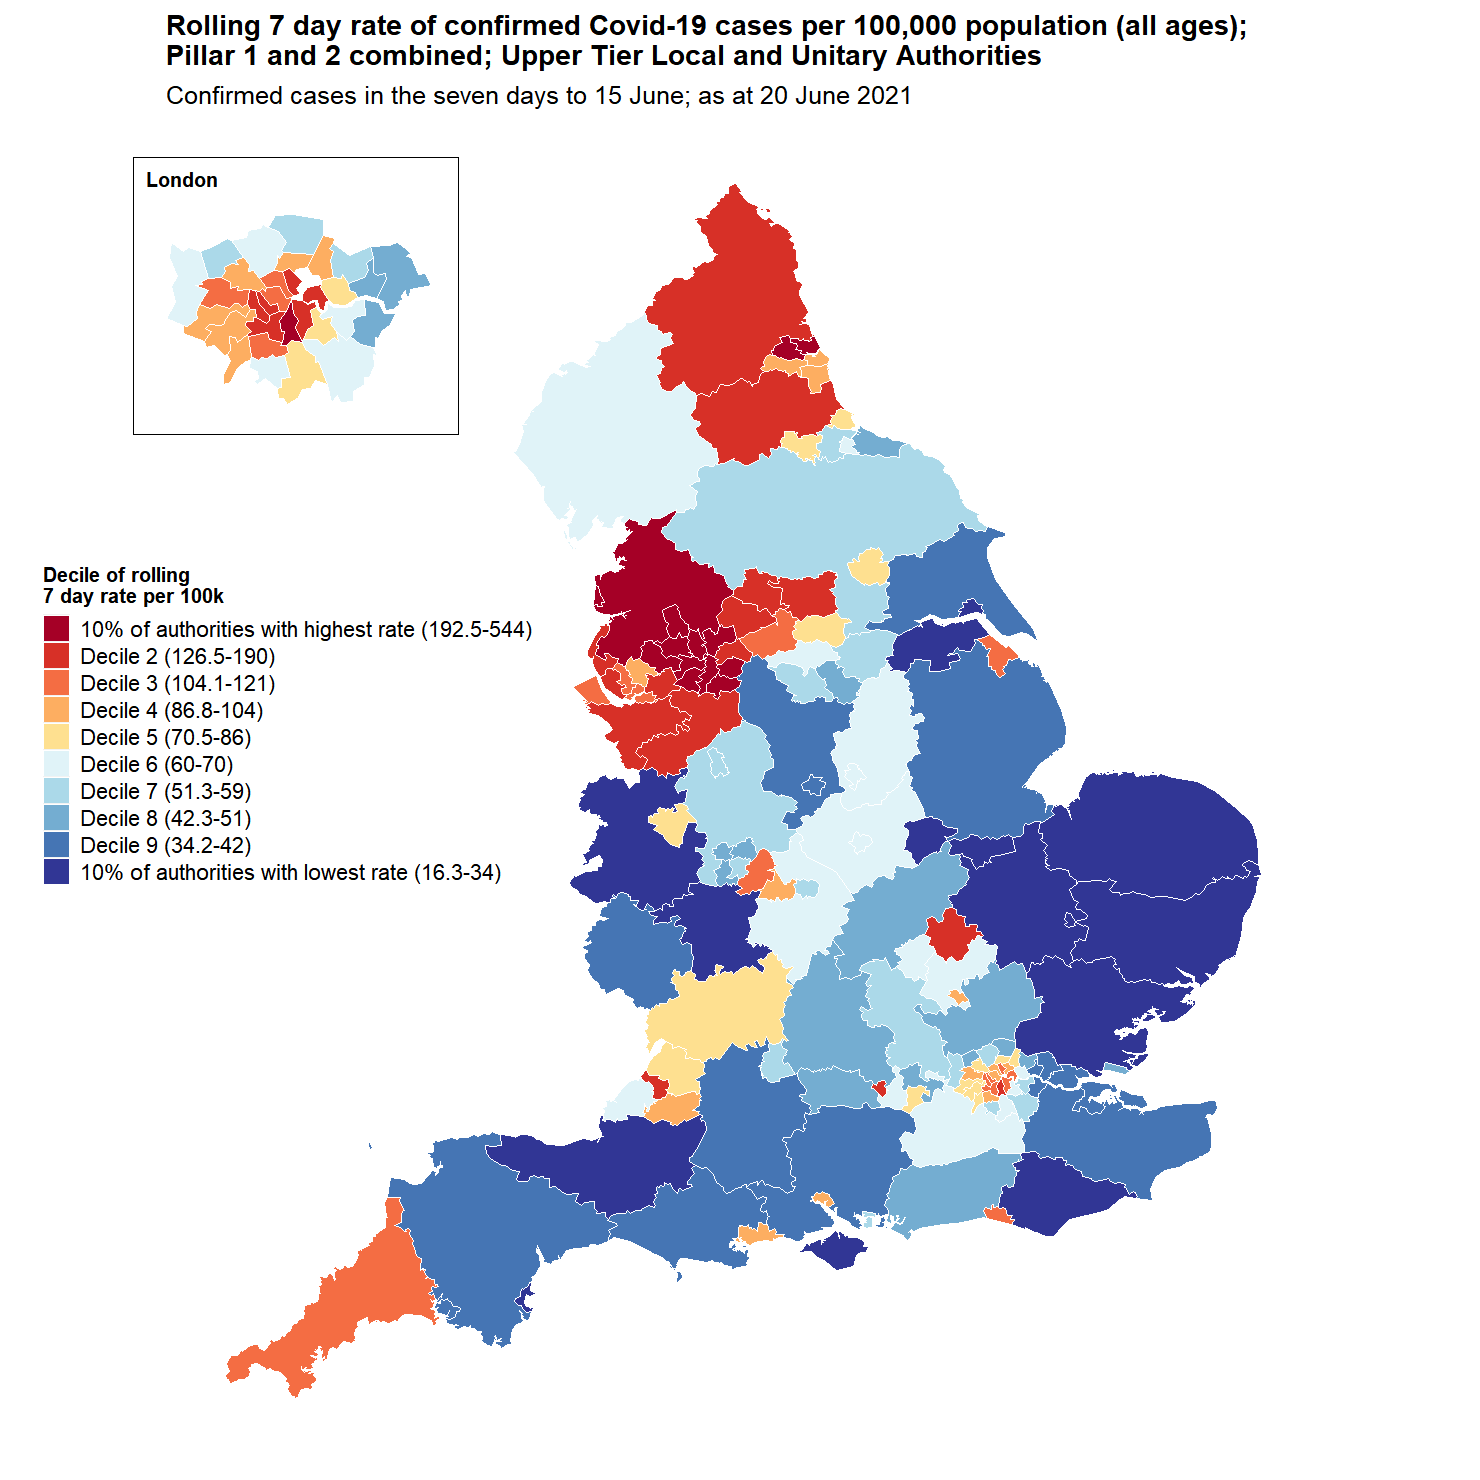 Rolling 7 day rate of confirmed Covid-19 cases per 100,000 population (all ages);
Pillar 1 and 2 combined; Upper Tier Local and Unitary Authorities
Confirmed cases in the seven days to 15 June; as at 20 June 2021
London
Decile of rolling
7 day rate per 100k
10% of authorities with highest rate (192.5-544)
Decile 2 (126.5-190)
Decile 3 (104.1-121)
Decile 4 (86.8-104)
Decile 5 (70.5-86)
Decile 6 (60-70)
Decile 7 (51.3-59)
Decile 8 (42.3-51)
Decile 9 (34.2-42)
10% of authorities with lowest rate (16.3-34)